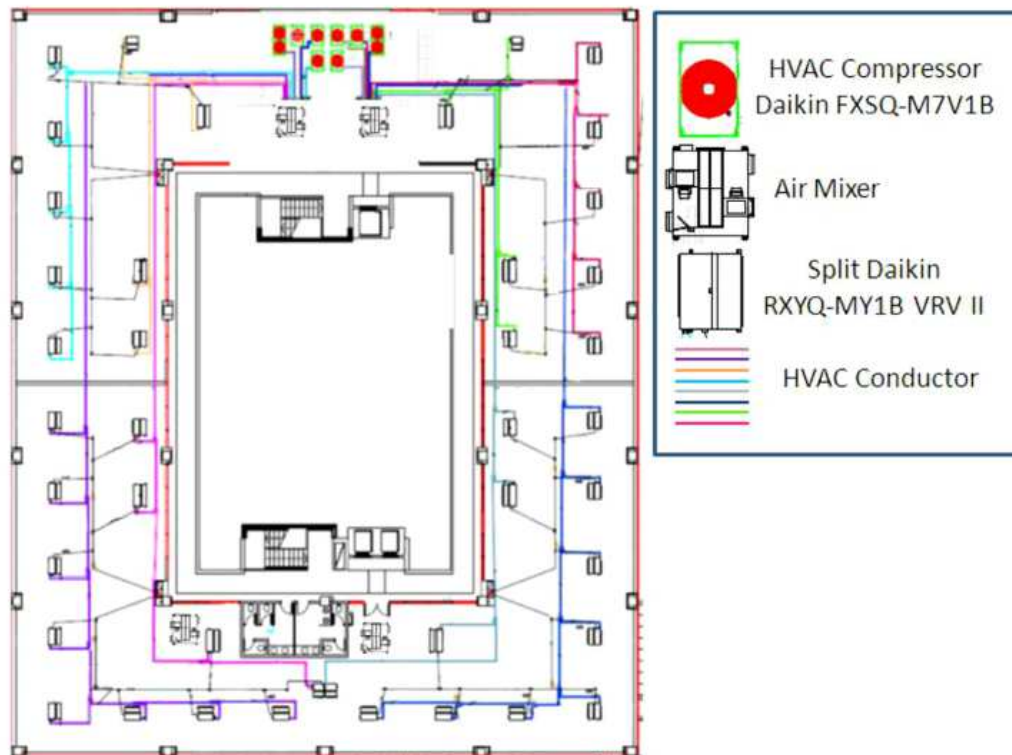 HVAC Compressor
Daikin FXSQ-M7V1B
Air Mixer
Split Daikin
RXYQ-MY1B VRV II
HVAC Conductor